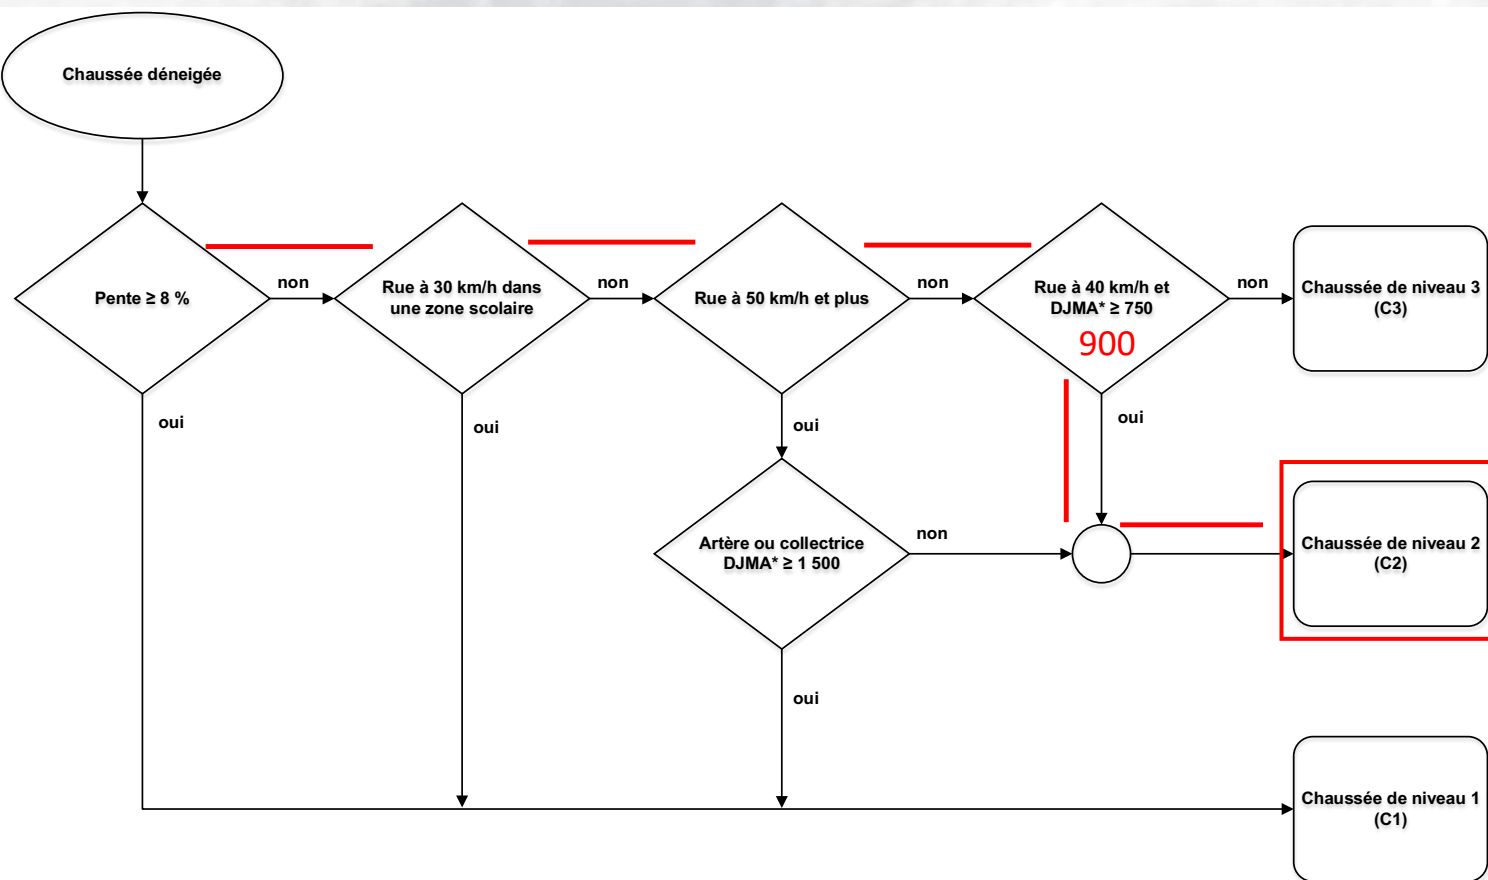 Chaussée déneigée
Pente ≥ 8 %
non
Rue à 30 km/h dans
une zone scolaire
non
Rue à 50 km/h et plus
non
Rue à 40 km/h et
DJMA* ≥ 750
900
non
Chaussée de niveau 3
(C3)
oui
oui
oui
oui
Artère ou collectrice
DJMA* ≥ 1 500
non
Chaussée de niveau 2
(C2)
oui
Chaussée de niveau 1
(C1)